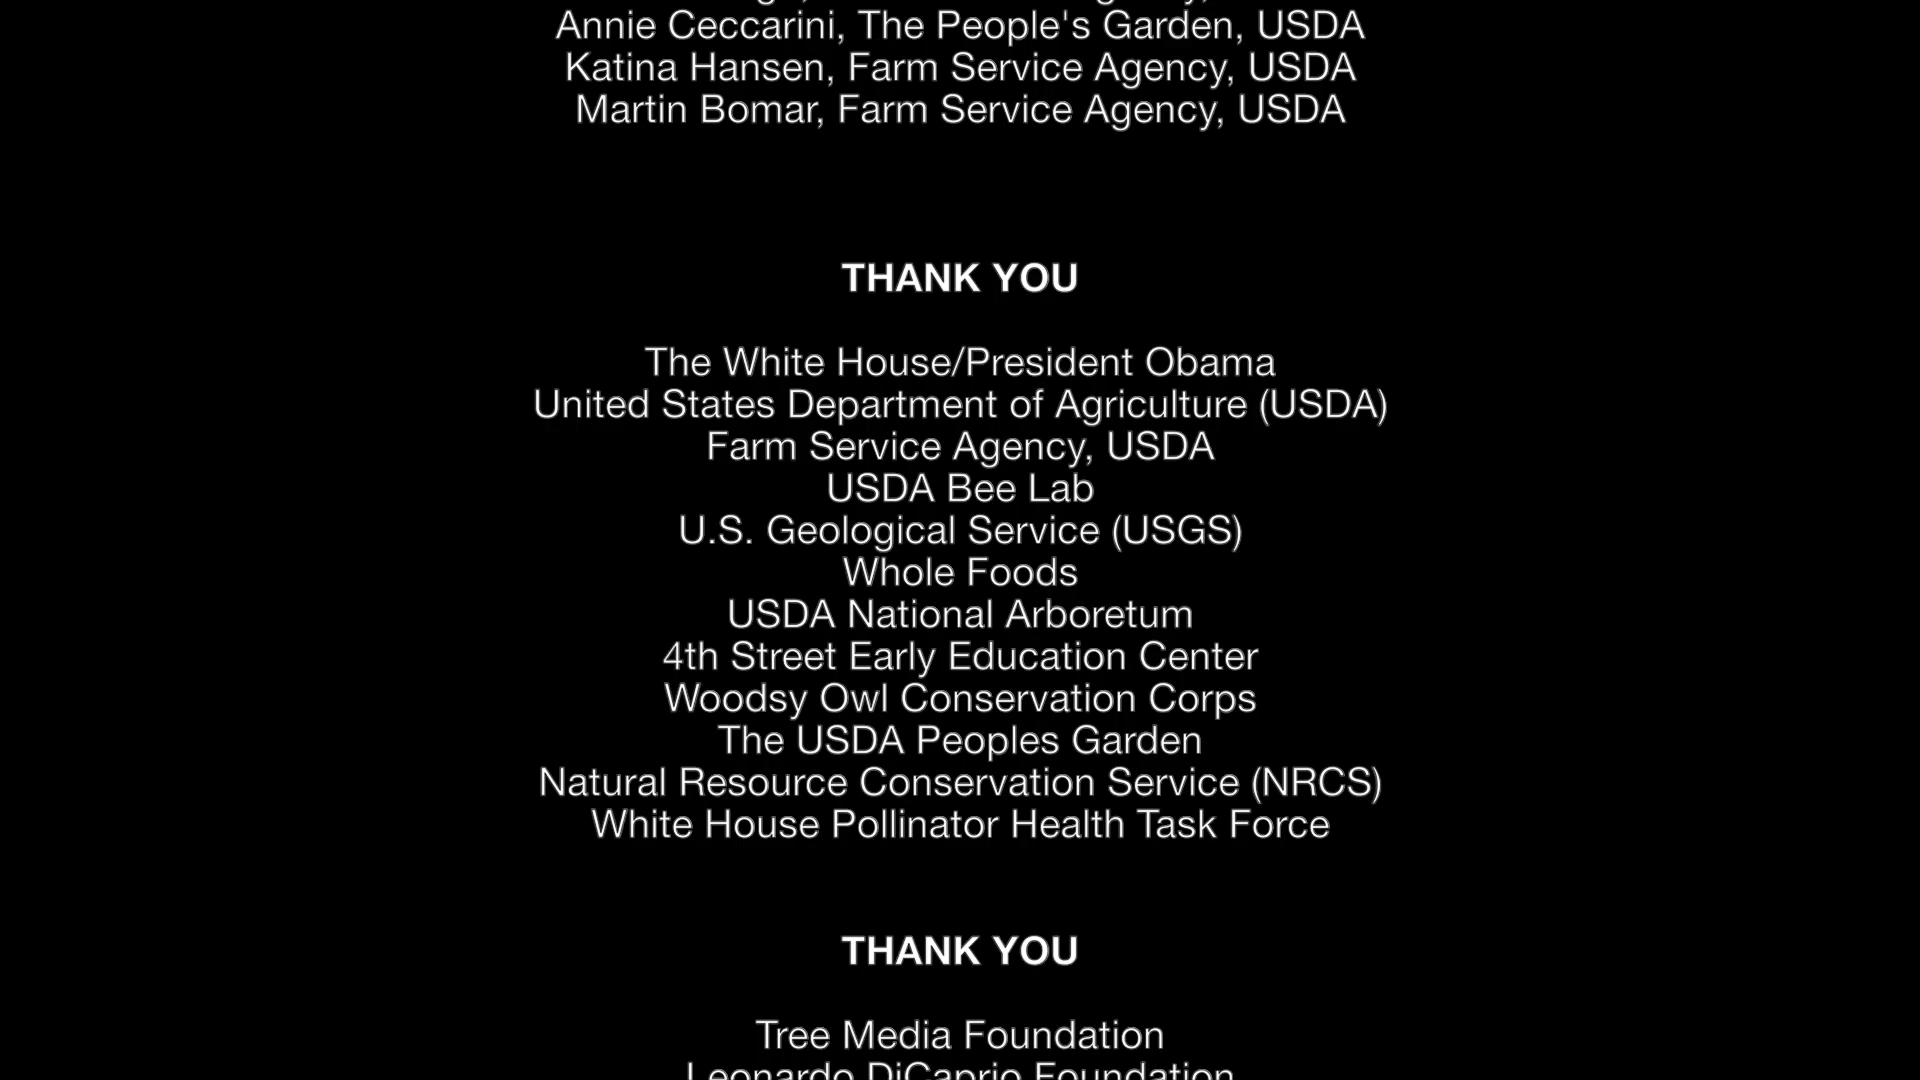 Annie Ceccarini, The People's Garden, USDA
Katina Hansen, Farm Service Agency, USDA
Martin Bomar, Farm Service Agency, USDA
THANK YOU
The White House/President Obama
United States Department of Agriculture (USDA)
Farm Service Agency, USDA
USDA Bee Lab
U.S. Geological Service (USGS)
Whole Foods
USDA National Arboretum
4th Street Early Education Center
Woodsy Owl Conservation Corps
The USDA Peoples Garden
Natural Resource Conservation Service (NRCS)
White House Pollinator Health Task Force
THANK YOU
Tree Media Foundation
Leonardo DiCaprio Foundation